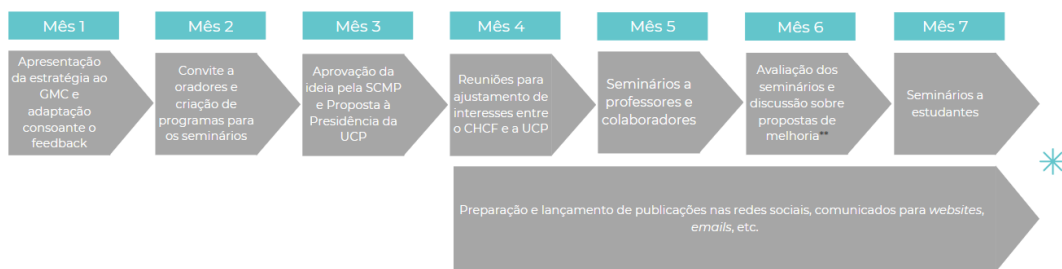 Mês 1
Mês 2
Mês 3
Mês 4
Mês 5
Mês 6
Mês 7
Apresentação
da estratégia ao
GMC e
adaptação
consoante o
feedback
Convite a
oradores e
criação de
programas para
os seminários
Aprovação da
ideia pela SCMP
e Proposta à
Presidência da
UCP
Reuniões para
ajustamento de
interesses entre
o CHCF e a UCP
Seminários a
professores e
colaboradores
Avaliação dos
seminários e
discussão sobre
propostas de
melhoria**
Seminários a
estudantes
Preparação e lançamento de publicações nas redes sociais, comunicados para websites,
emails, etc.